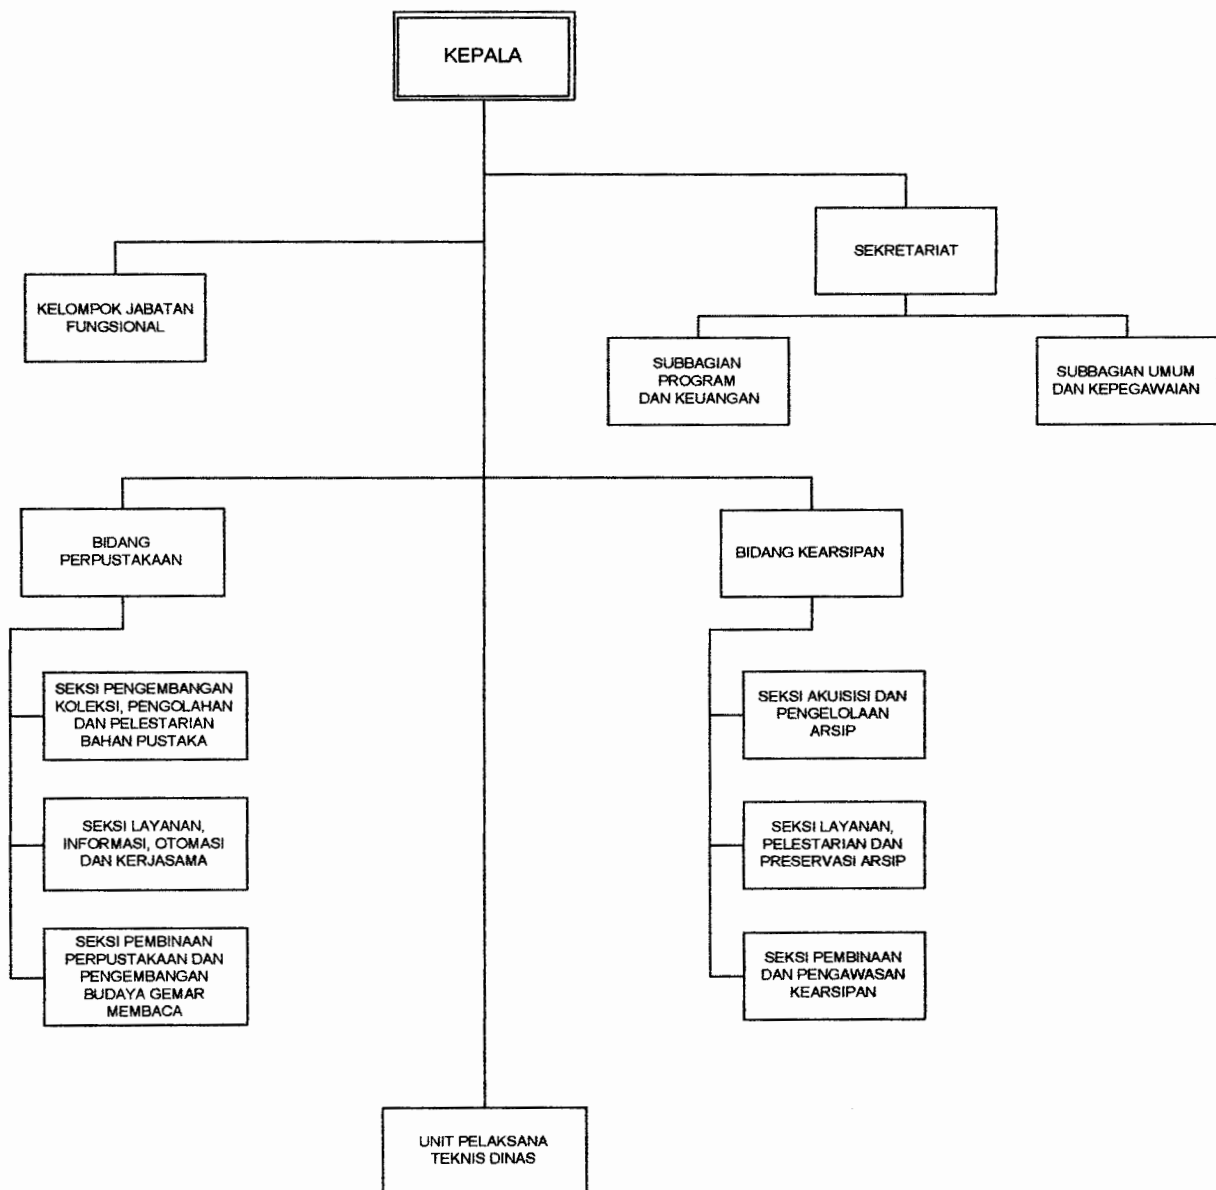 KEPALA
SEKRETARIAT
KELOMPOK JABATAN
FUNGSIONAL
SUBBAGIAN
PROGRAM
DAN KEUANGAN
SUBBAGIAN UMUM
DAN KEPEGAWAIAN
BIDANG
PERPUSTAKAAN
BIDANG KEARSIPAN
SEKSI PENGEMBANGAN
KOLEKSI, PENGOLAHAN
DAN PELESTARIAN
BAHAN PUSTAKA
SEKSI LAYANAN,
INFORMASI, OTOMASI
DAN KERJASAMA
SEKSI PEMBINAAN
PERPUSTAKAAN DAN
PENGEMBANGAN
BUDAYA GEMAR
MEMBACA
SEKSI AKUISISI DAN
PENGELOLAAN
ARSIP
SEKSI LAYANAN,
PELESTARIAN DAN
PRESERVASI ARSIP
SEKSI PEMBINAAN
DAN PENGAWASAN
KEARSIPAN
UNIT PELAKSANA
TEKNIS DINAS